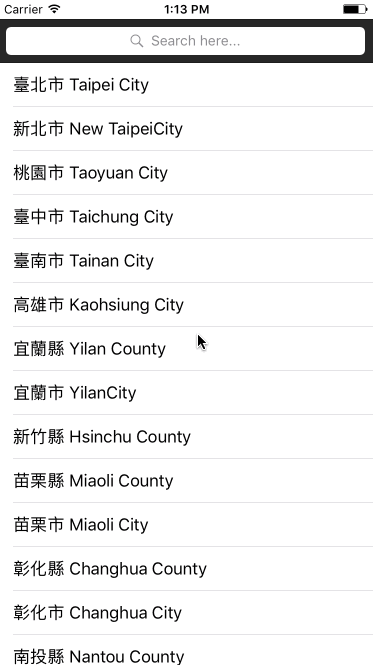 Carrier 1:13 PM
Search here...
臺北市 Taipei City
新北市 New TaipeiCity
桃園市 Taoyuan City
臺中市 Taichung City
臺南市 Tainan City
高雄市 Kaohsiung City
宜蘭縣 Yilan County
宜蘭市 YilanCity
新竹縣 Hsinchu County
苗栗縣 Miaoli County
苗栗市 Miaoli City
彰化縣 Changhua County
彰化市 Changhua City
南投縣 Nantou County